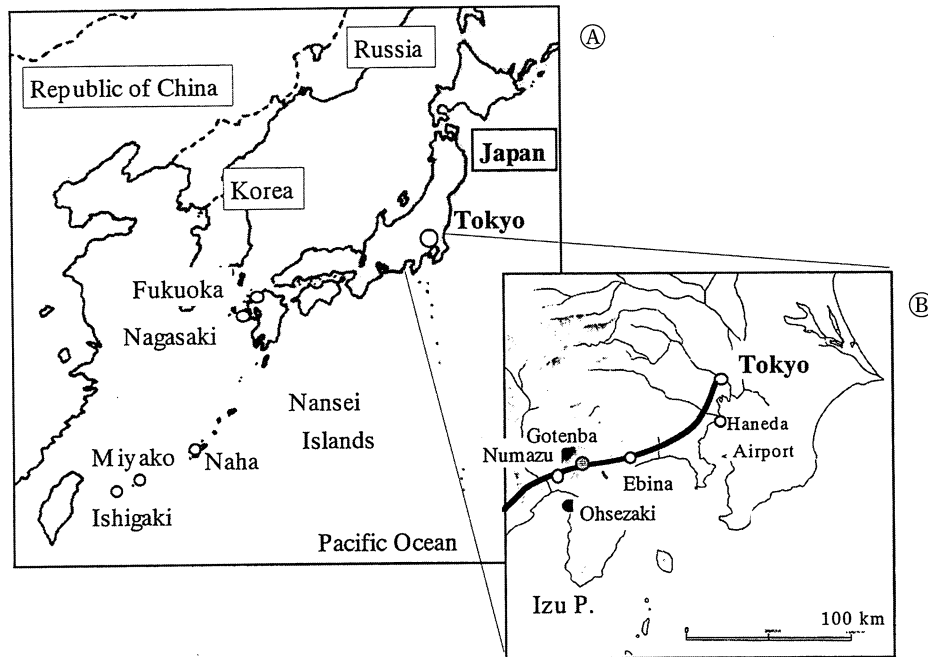 Ⓐ
Russia
Republic of China
Japan
Korea
Tokyo
Fukuoka
Nagasaki
Nansei
Islands
Miyako
Naha
Ishigaki
Pacific Ocean
Ⓑ
Tokyo
Haneda
Airport
Gotenba
Numazu
Ebina
Ohsezaki
Izu P.
100 km